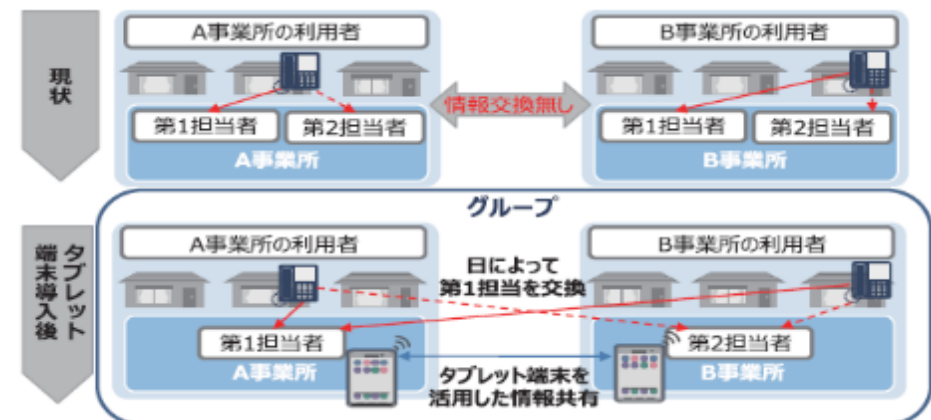 現状
A事業所の利用者
B事業所の利用者
情報交換無し
第1担当者
第2担当者
第1担当者
第2担当者
A事業所
B事業所
グループ
タブレット
端末導入後
A事業所の利用者
B事業所の利用者
日によって
第1担当を交換
第1担当者
第2担当者
A事業所
B事業所
タブレット端末を
活用した情報共有